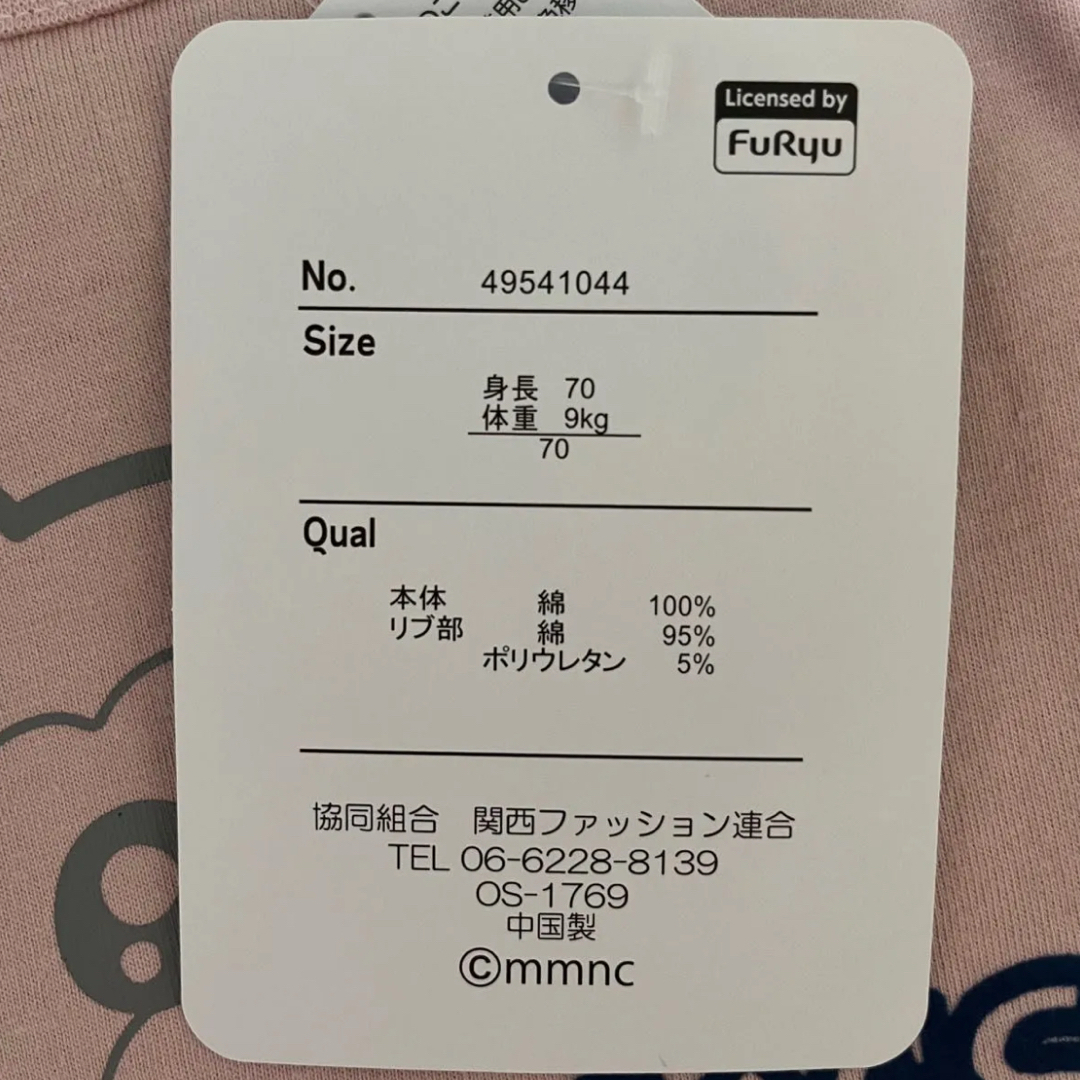 Licensed by
FuRyu
No. 49541044
Size
身長 70
体重 9kg
70
Qual
本体 綿 100%
リブ部 綿 95%
ポリウレタン 5%
協同組合 関西ファッション連合
TEL 06-6228-8139
OS-1769
中国製
©mmnc